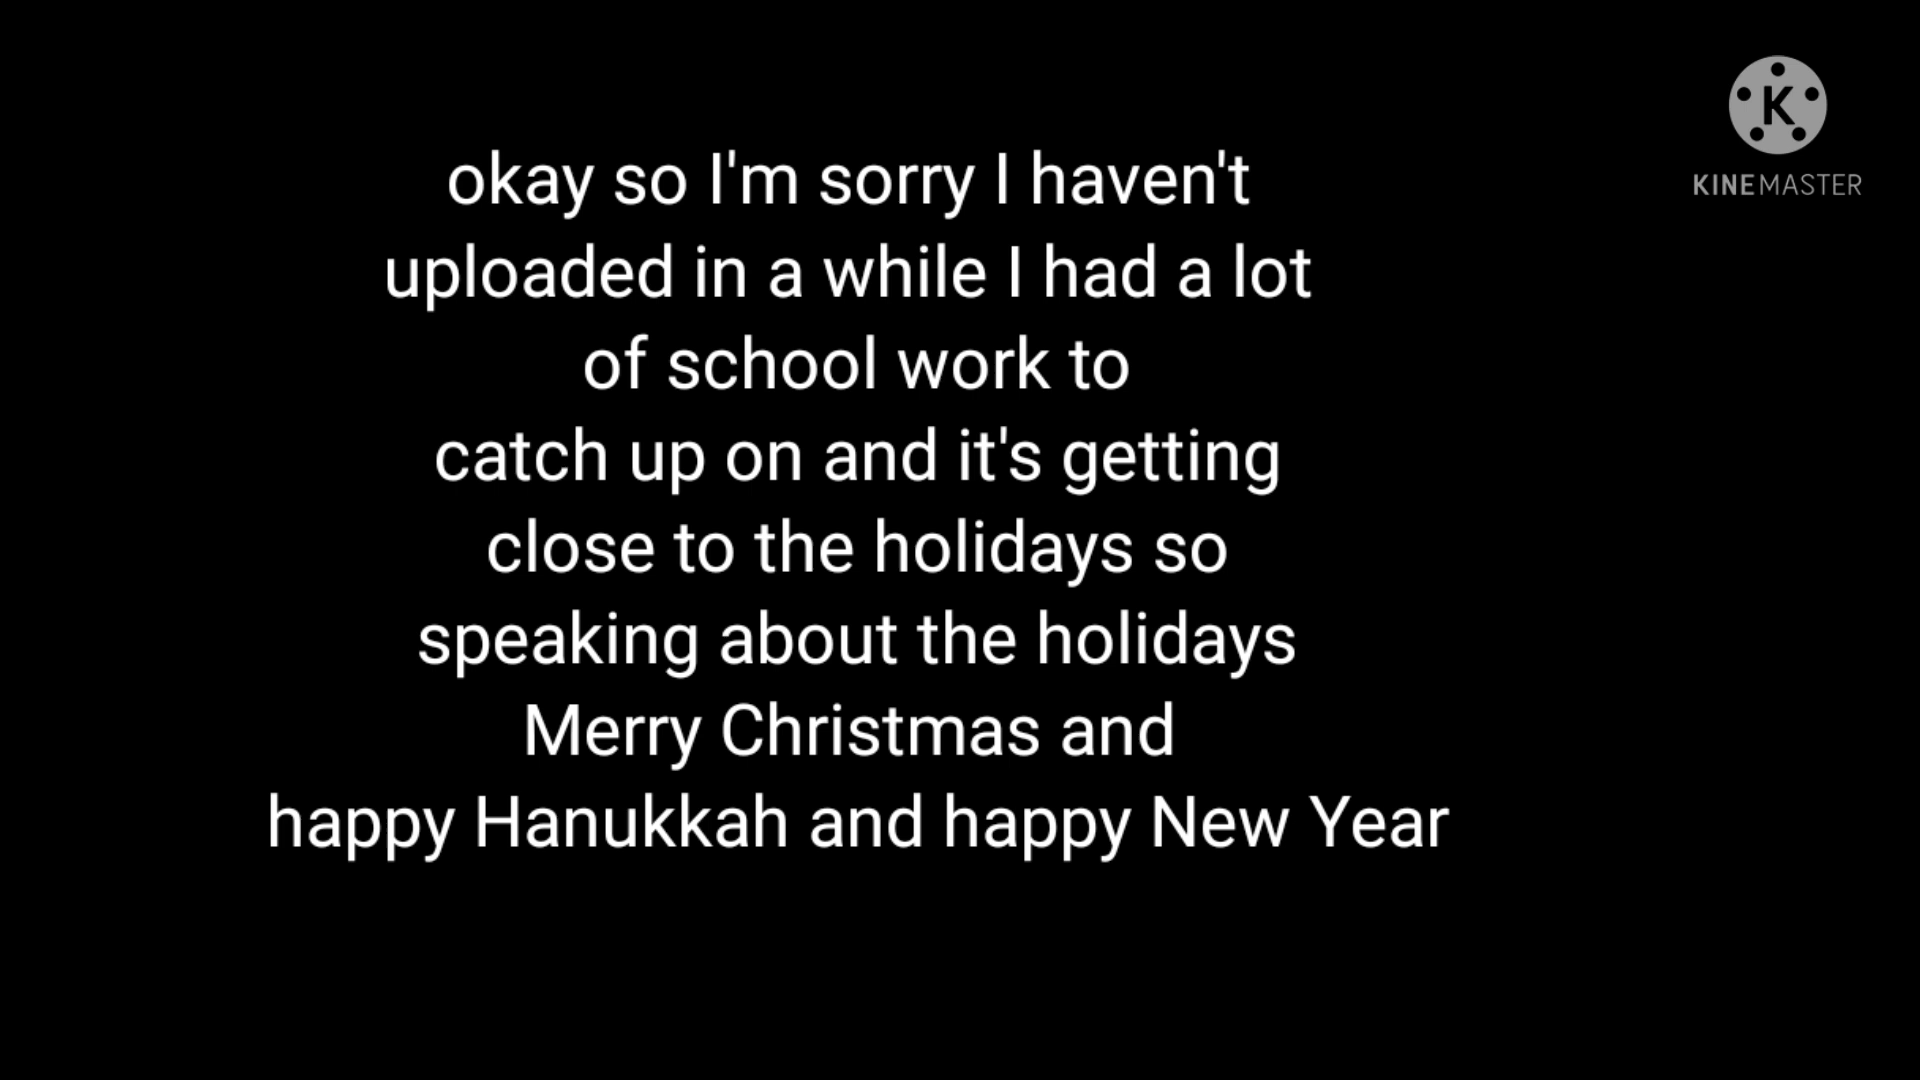 okay so I'm sorry I haven't
uploaded in a while I had a lot
of school work to
catch up on and it's getting
close to the holidays so
speaking about the holidays
Merry Christmas and
happy Hanukkah and happy New Year
K
KINEMASTER